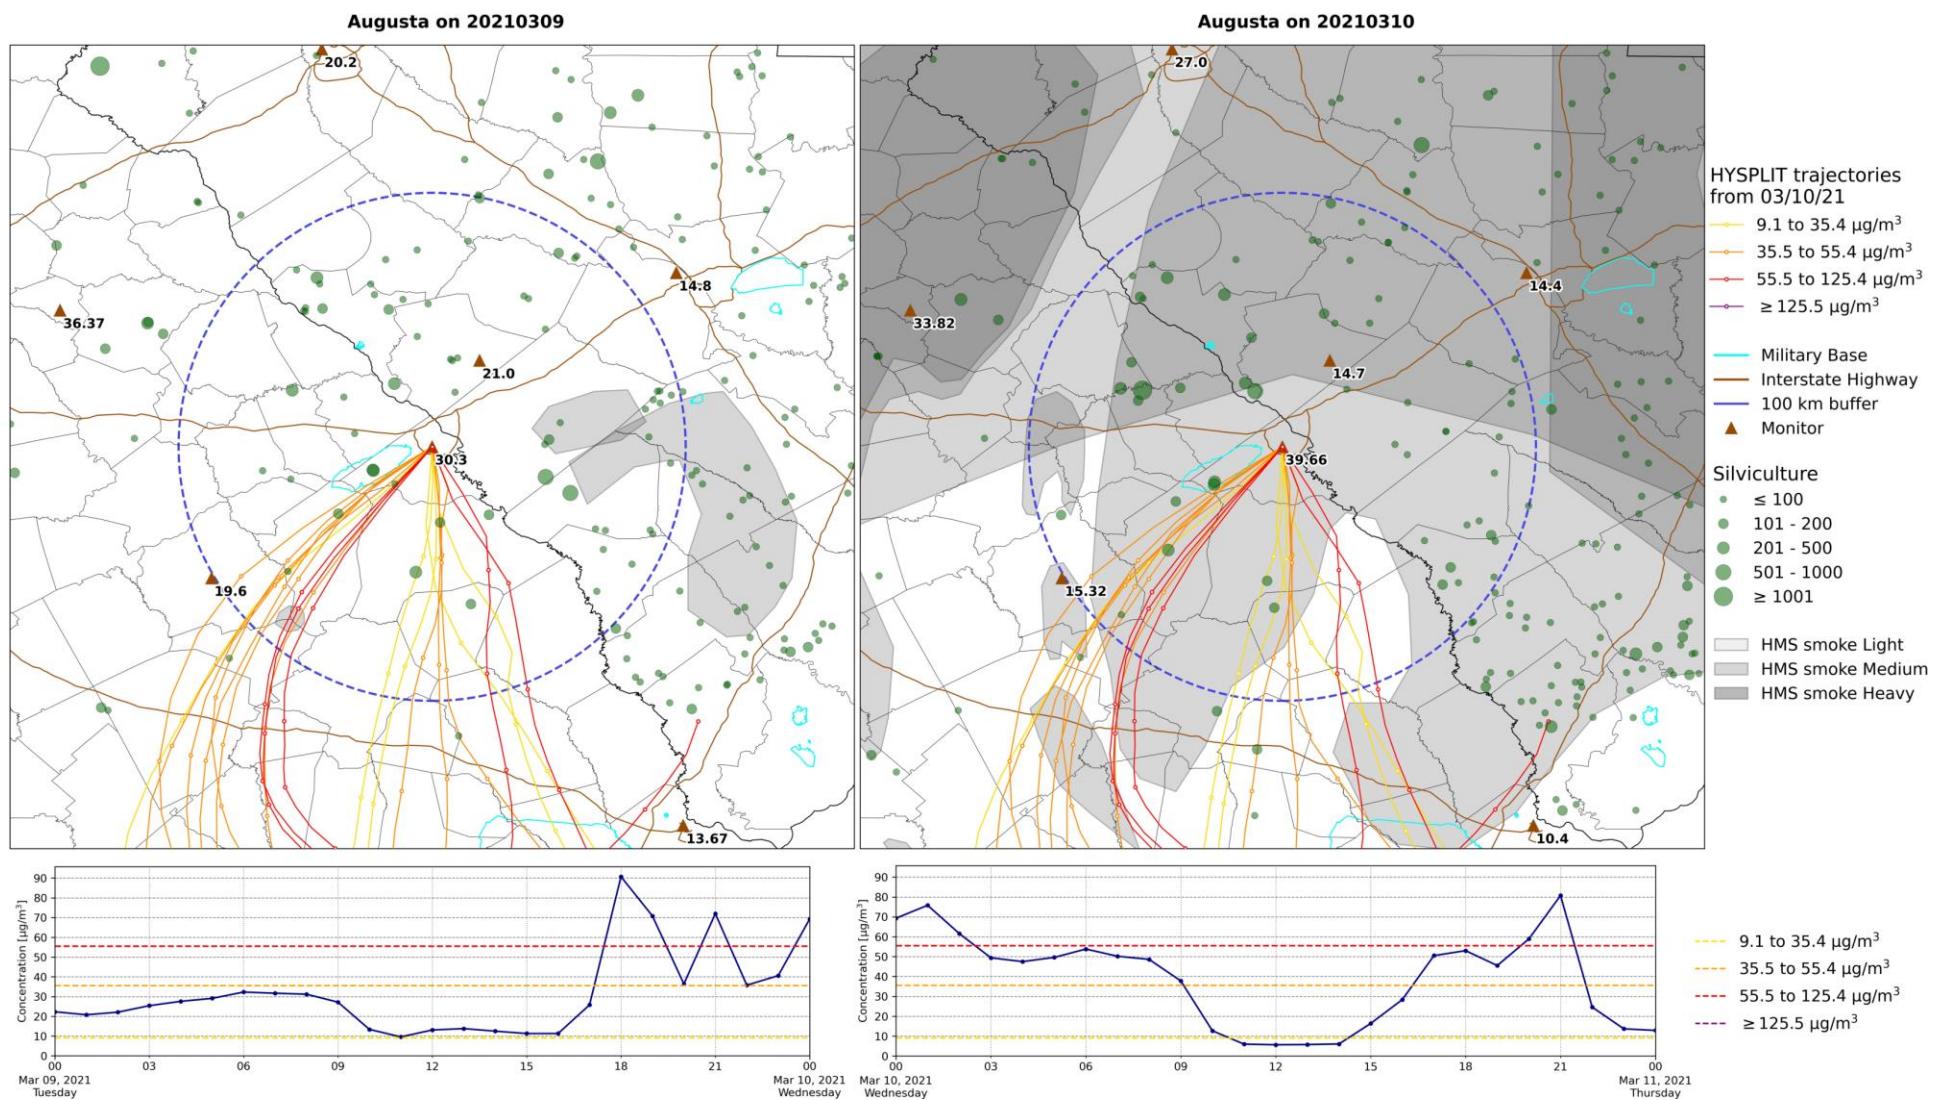 Augusta on 20210309
Augusta on 20210310
20.2
36.37
14.8
21.0
30.3
19.6
13.67
27.0
33.82
14.4
14.7
39.66
15.32
10.4
HYSPLIT trajectories
from 03/10/21
9.1 to 35.4 µg/m³
35.5 to 55.4 µg/m³
55.5 to 125.4 µg/m³
≥ 125.5 µg/m³
Military Base
Interstate Highway
100 km buffer
Monitor
Silviculture
≤ 100
101 - 200
201 - 500
501 - 1000
≥ 1001
HMS smoke Light
HMS smoke Medium
HMS smoke Heavy
Concentration [µg/m³]
90
80
70
60
50
40
30
20
10
0
00
03
06
09
12
15
18
21
00
Mar 09, 2021
Tuesday
Mar 10, 2021
Wednesday
Concentration [µg/m³]
90
80
70
60
50
40
30
20
10
0
00
03
06
09
12
15
18
21
00
Mar 10, 2021
Wednesday
Mar 11, 2021
Thursday
9.1 to 35.4 µg/m³
35.5 to 55.4 µg/m³
55.5 to 125.4 µg/m³
≥ 125.5 µg/m³